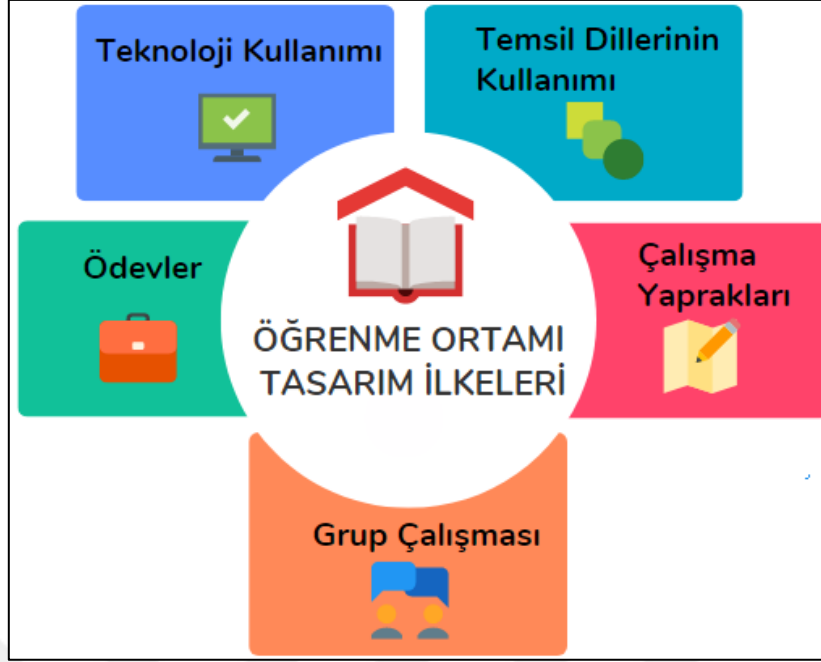 Teknoloji Kullanımı
Temsil Dillerinin
Kullanımı
Ödevler
Çalışma
Yaprakları
ÖĞRENME ORTAMI
TASARIM İLKELERİ
Grup Çalışması